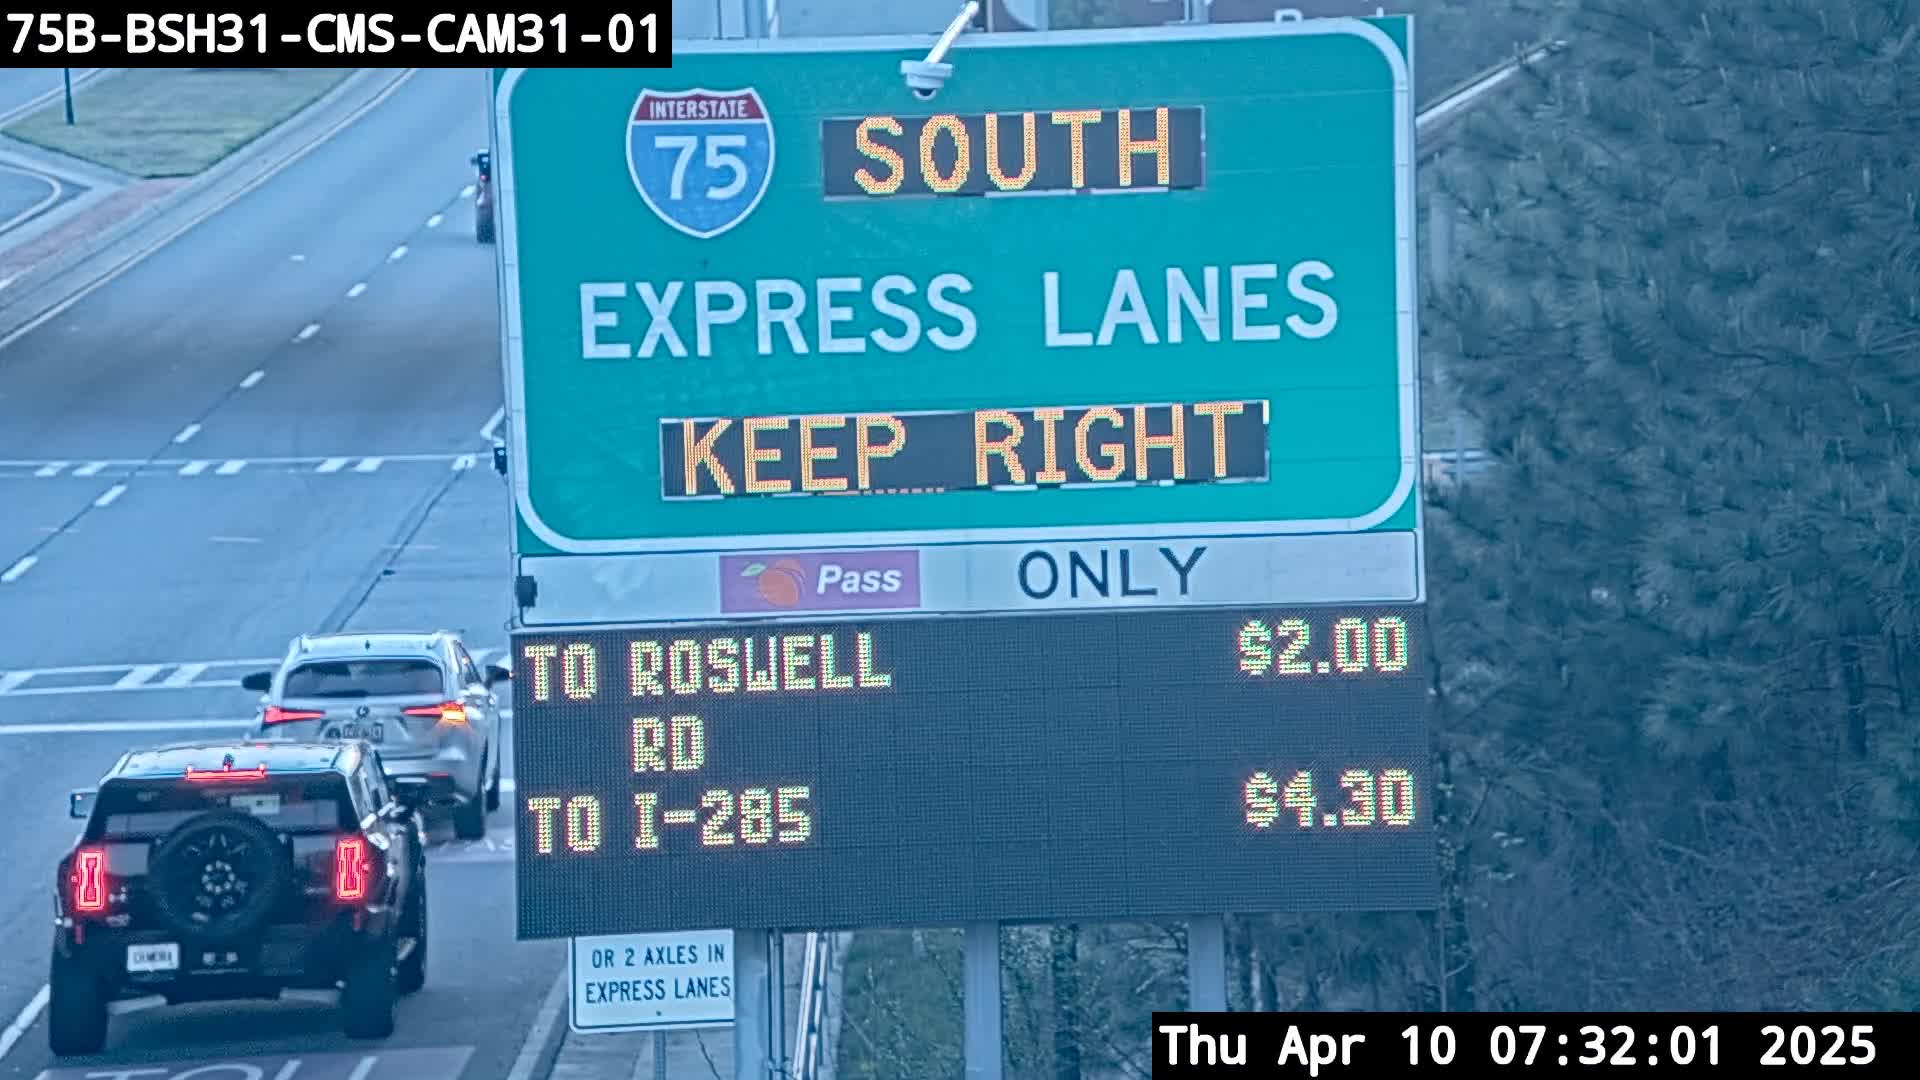 75B-BSH31-CMS-CAM31-01
INTERSTATE
75
SOUTH
EXPRESS LANES
KEEP RIGHT
Pass ONLY
TO ROSWELL $2.00
RD
TO I-285 $4.30
OR 2 AXLES IN
EXPRESS LANES
TOLL
Thu Apr 10 07:32:01 2025